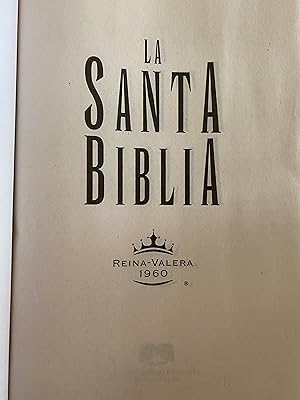 LA
SANTA
BIBLIA
REINA-VALERA
1960
®